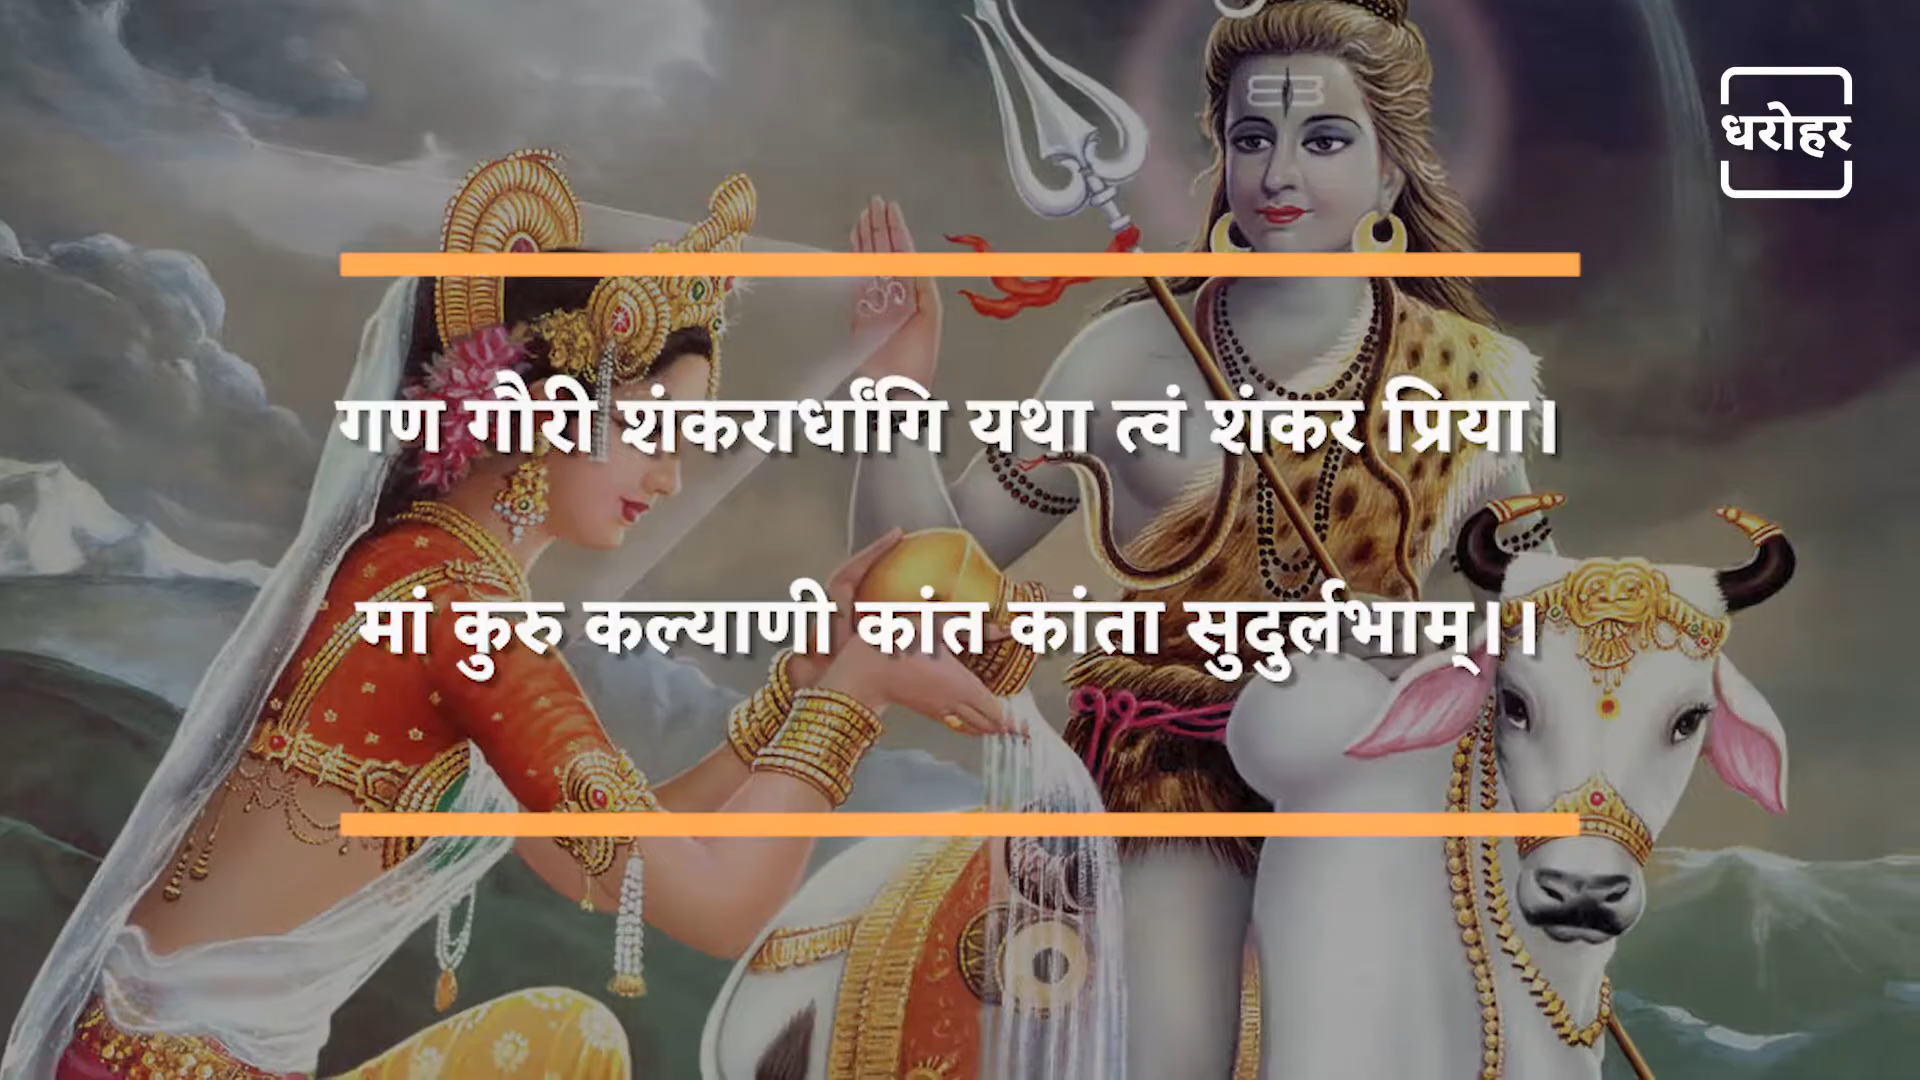 धरोहर
गण गौरी शंकरार्धांगि यथा त्वं शंकर प्रिया।
मां कुरु कल्याणी कांत कांता सुदुर्लभाम्।।